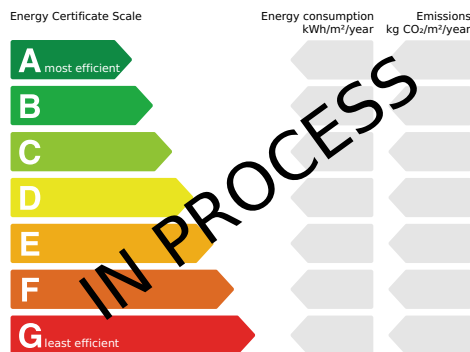 Energy Certificate Scale
Energy consumption
kWh/m²/year
Emissions
kg CO₂/m²/year
A most efficient
B
C
D
E
F
G least efficient
IN PROCESS